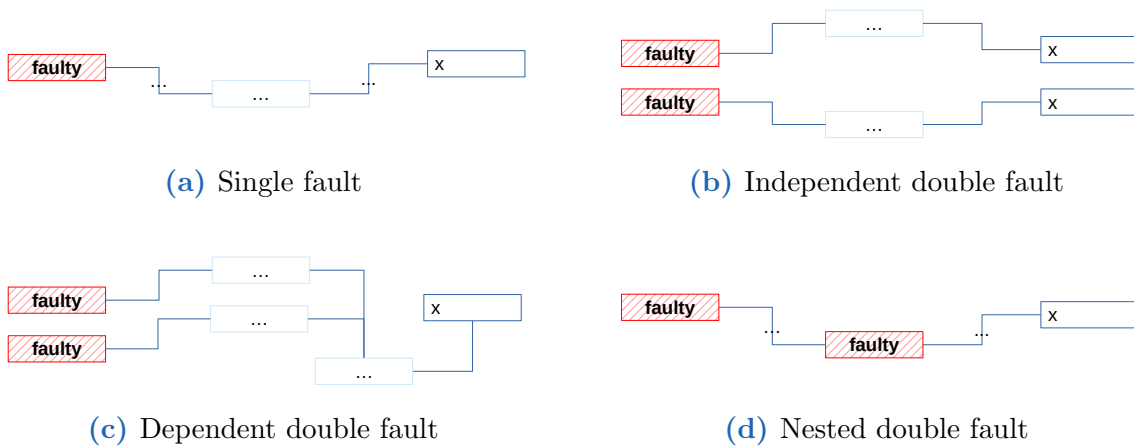 faulty
...
...
...
x
(a) Single fault
...
faulty
x
faulty
x
...
(b) Independent double fault
...
faulty
...
x
faulty
...
(c) Dependent double fault
faulty
...
x
...
faulty
(d) Nested double fault